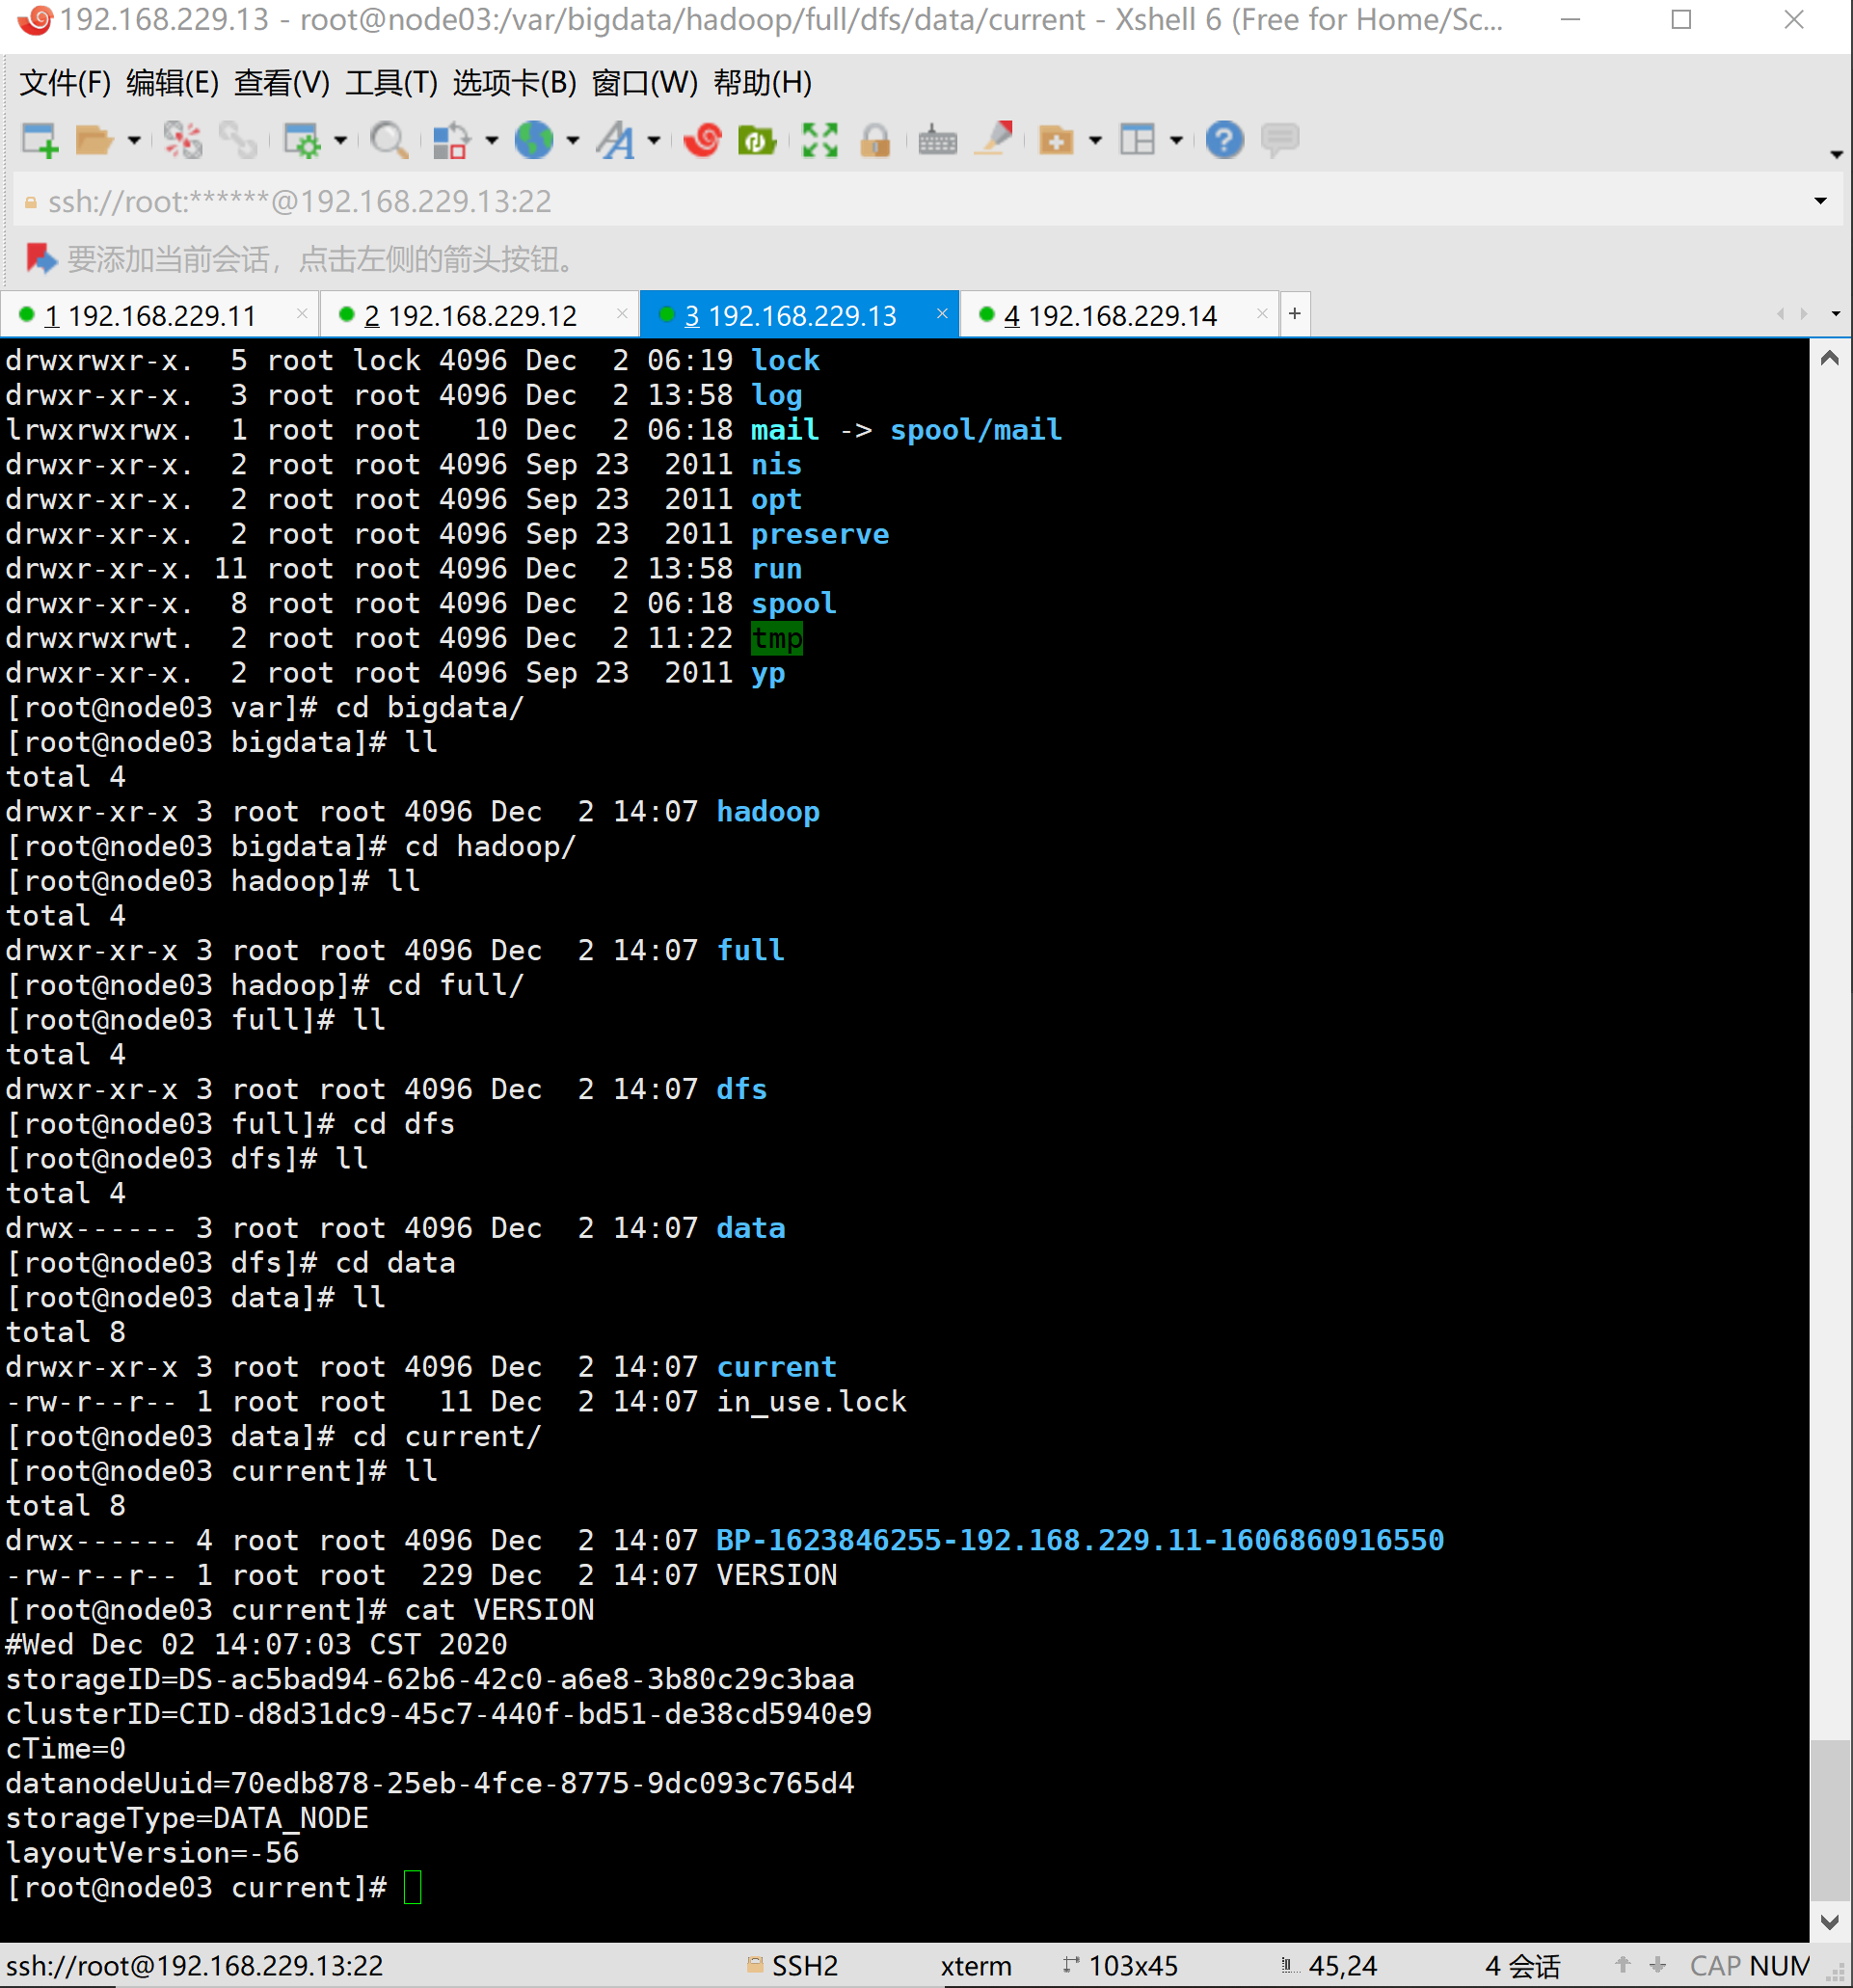 192.168.229.13 - root@node03:/var/bigdata/hadoop/full/dfs/data/current - Xshell 6 (Free for Home/Sc...
文件(F) 编辑(E) 查看(V) 工具(T) 选项卡(B) 窗口(W) 帮助(H)
ssh://root:******@192.168.229.13:22
要添加当前会话，点击左侧的箭头按钮。
1 192.168.229.11 2 192.168.229.12 3 192.168.229.13 4 192.168.229.14 +
drwxrwxr-x.  5 root lock 4096 Dec  2 06:19 lock
drwxr-xr-x.  3 root root 4096 Dec  2 13:58 log
lrwxrwxrwx.  1 root root   10 Dec  2 06:18 mail -> spool/mail
drwxr-xr-x.  2 root root 4096 Sep 23  2011 nis
drwxr-xr-x.  2 root root 4096 Sep 23  2011 opt
drwxr-xr-x.  2 root root 4096 Sep 23  2011 preserve
drwxr-xr-x. 11 root root 4096 Dec  2 13:58 run
drwxr-xr-x.  8 root root 4096 Dec  2 06:18 spool
drwxrwxrwt.  2 root root 4096 Dec  2 11:22 tmp
drwxr-xr-x.  2 root root 4096 Sep 23  2011 yp
[root@node03 var]# cd bigdata/
[root@node03 bigdata]# ll
total 4
drwxr-xr-x 3 root root 4096 Dec  2 14:07 hadoop
[root@node03 bigdata]# cd hadoop/
[root@node03 hadoop]# ll
total 4
drwxr-xr-x 3 root root 4096 Dec  2 14:07 full
[root@node03 hadoop]# cd full/
[root@node03 full]# ll
total 4
drwxr-xr-x 3 root root 4096 Dec  2 14:07 dfs
[root@node03 full]# cd dfs
[root@node03 dfs]# ll
total 4
drwx------ 3 root root 4096 Dec  2 14:07 data
[root@node03 dfs]# cd data
[root@node03 data]# ll
total 8
drwxr-xr-x 3 root root 4096 Dec  2 14:07 current
-rw-r--r-- 1 root root   11 Dec  2 14:07 in_use.lock
[root@node03 data]# cd current/
[root@node03 current]# ll
total 8
drwx------ 4 root root 4096 Dec  2 14:07 BP-1623846255-192.168.229.11-1606860916550
-rw-r--r-- 1 root root  229 Dec  2 14:07 VERSION
[root@node03 current]# cat VERSION
#Wed Dec 02 14:07:03 CST 2020
storageID=DS-ac5bad94-62b6-42c0-a6e8-3b80c29c3baa
clusterID=CID-d8d31dc9-45c7-440f-bd51-de38cd5940e9
cTime=0
datanodeUuid=70edb878-25eb-4fce-8775-9dc093c765d4
storageType=DATA_NODE
layoutVersion=-56
[root@node03 current]#
ssh://root@192.168.229.13:22 SSH2 xterm 103x45 45,24 4 会话 CAP NUM